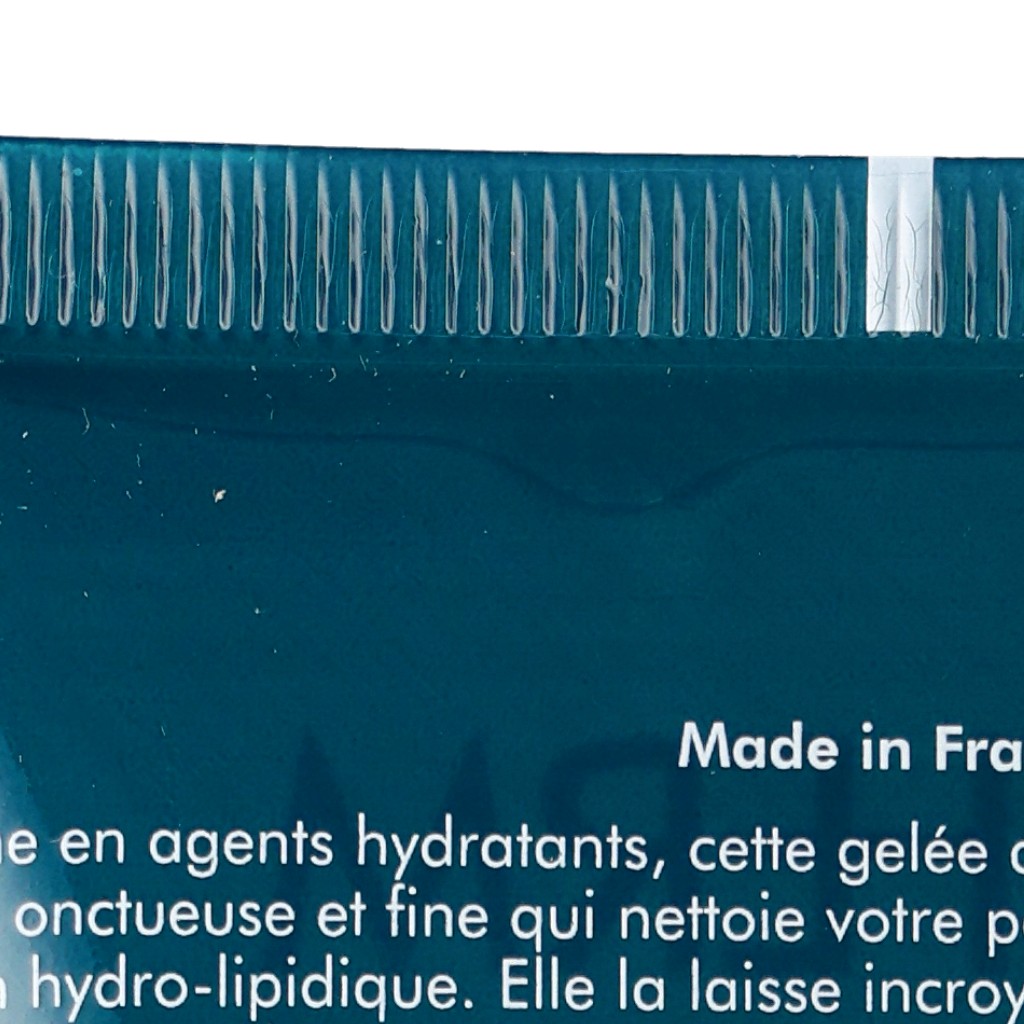 Made in Fra
en agents hydratants, cette gelée
onctueuse et fine qui nettoie votre p
hydro-lipidique. Elle la laisse incroy